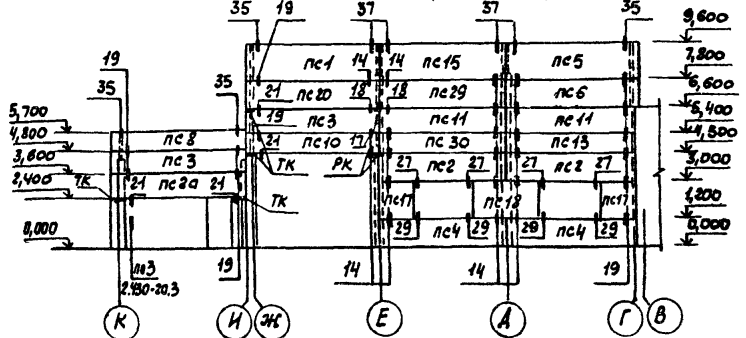 35 19 37 37 35 9,600
пс1 14 14 пс15 пс5 7,800
19 21 пс20 18 18 пс29 пс6 6,600
35 35 19 пс3 пс11 пс11 5,400
5,700 пс8 21 пс10 17 пс30 пс13 4,500
4,800 пс3 ТК РК 27 пс2 27 27 пс2 27 3,000
3,600 ТК 21 пс2а 21 ТК
2,400 пс17 пс18 пс17 1,200
29 пс4 29 29 пс4 29 0,000
0,000
пс3 19 14 14 19
2.430-20.3
К И Ж Е Д Г В